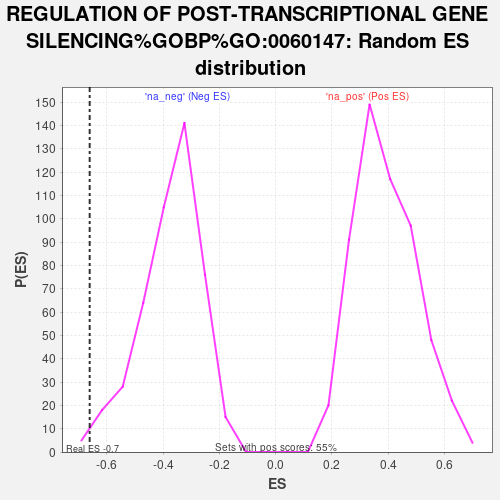 REGULATION OF POST-TRANSCRIPTIONAL GENE
SILENCING%GOBP%GO:0060147: Random ES
distribution
'na_neg' (Neg ES)
'na_pos' (Pos ES)
150
140
130
120
110
100
90
80
70
60
50
40
30
20
10
0
P(ES)
Real ES -0.7
Sets with pos scores: 55%
-0.6
-0.4
-0.2
0.0
0.2
0.4
0.6
ES